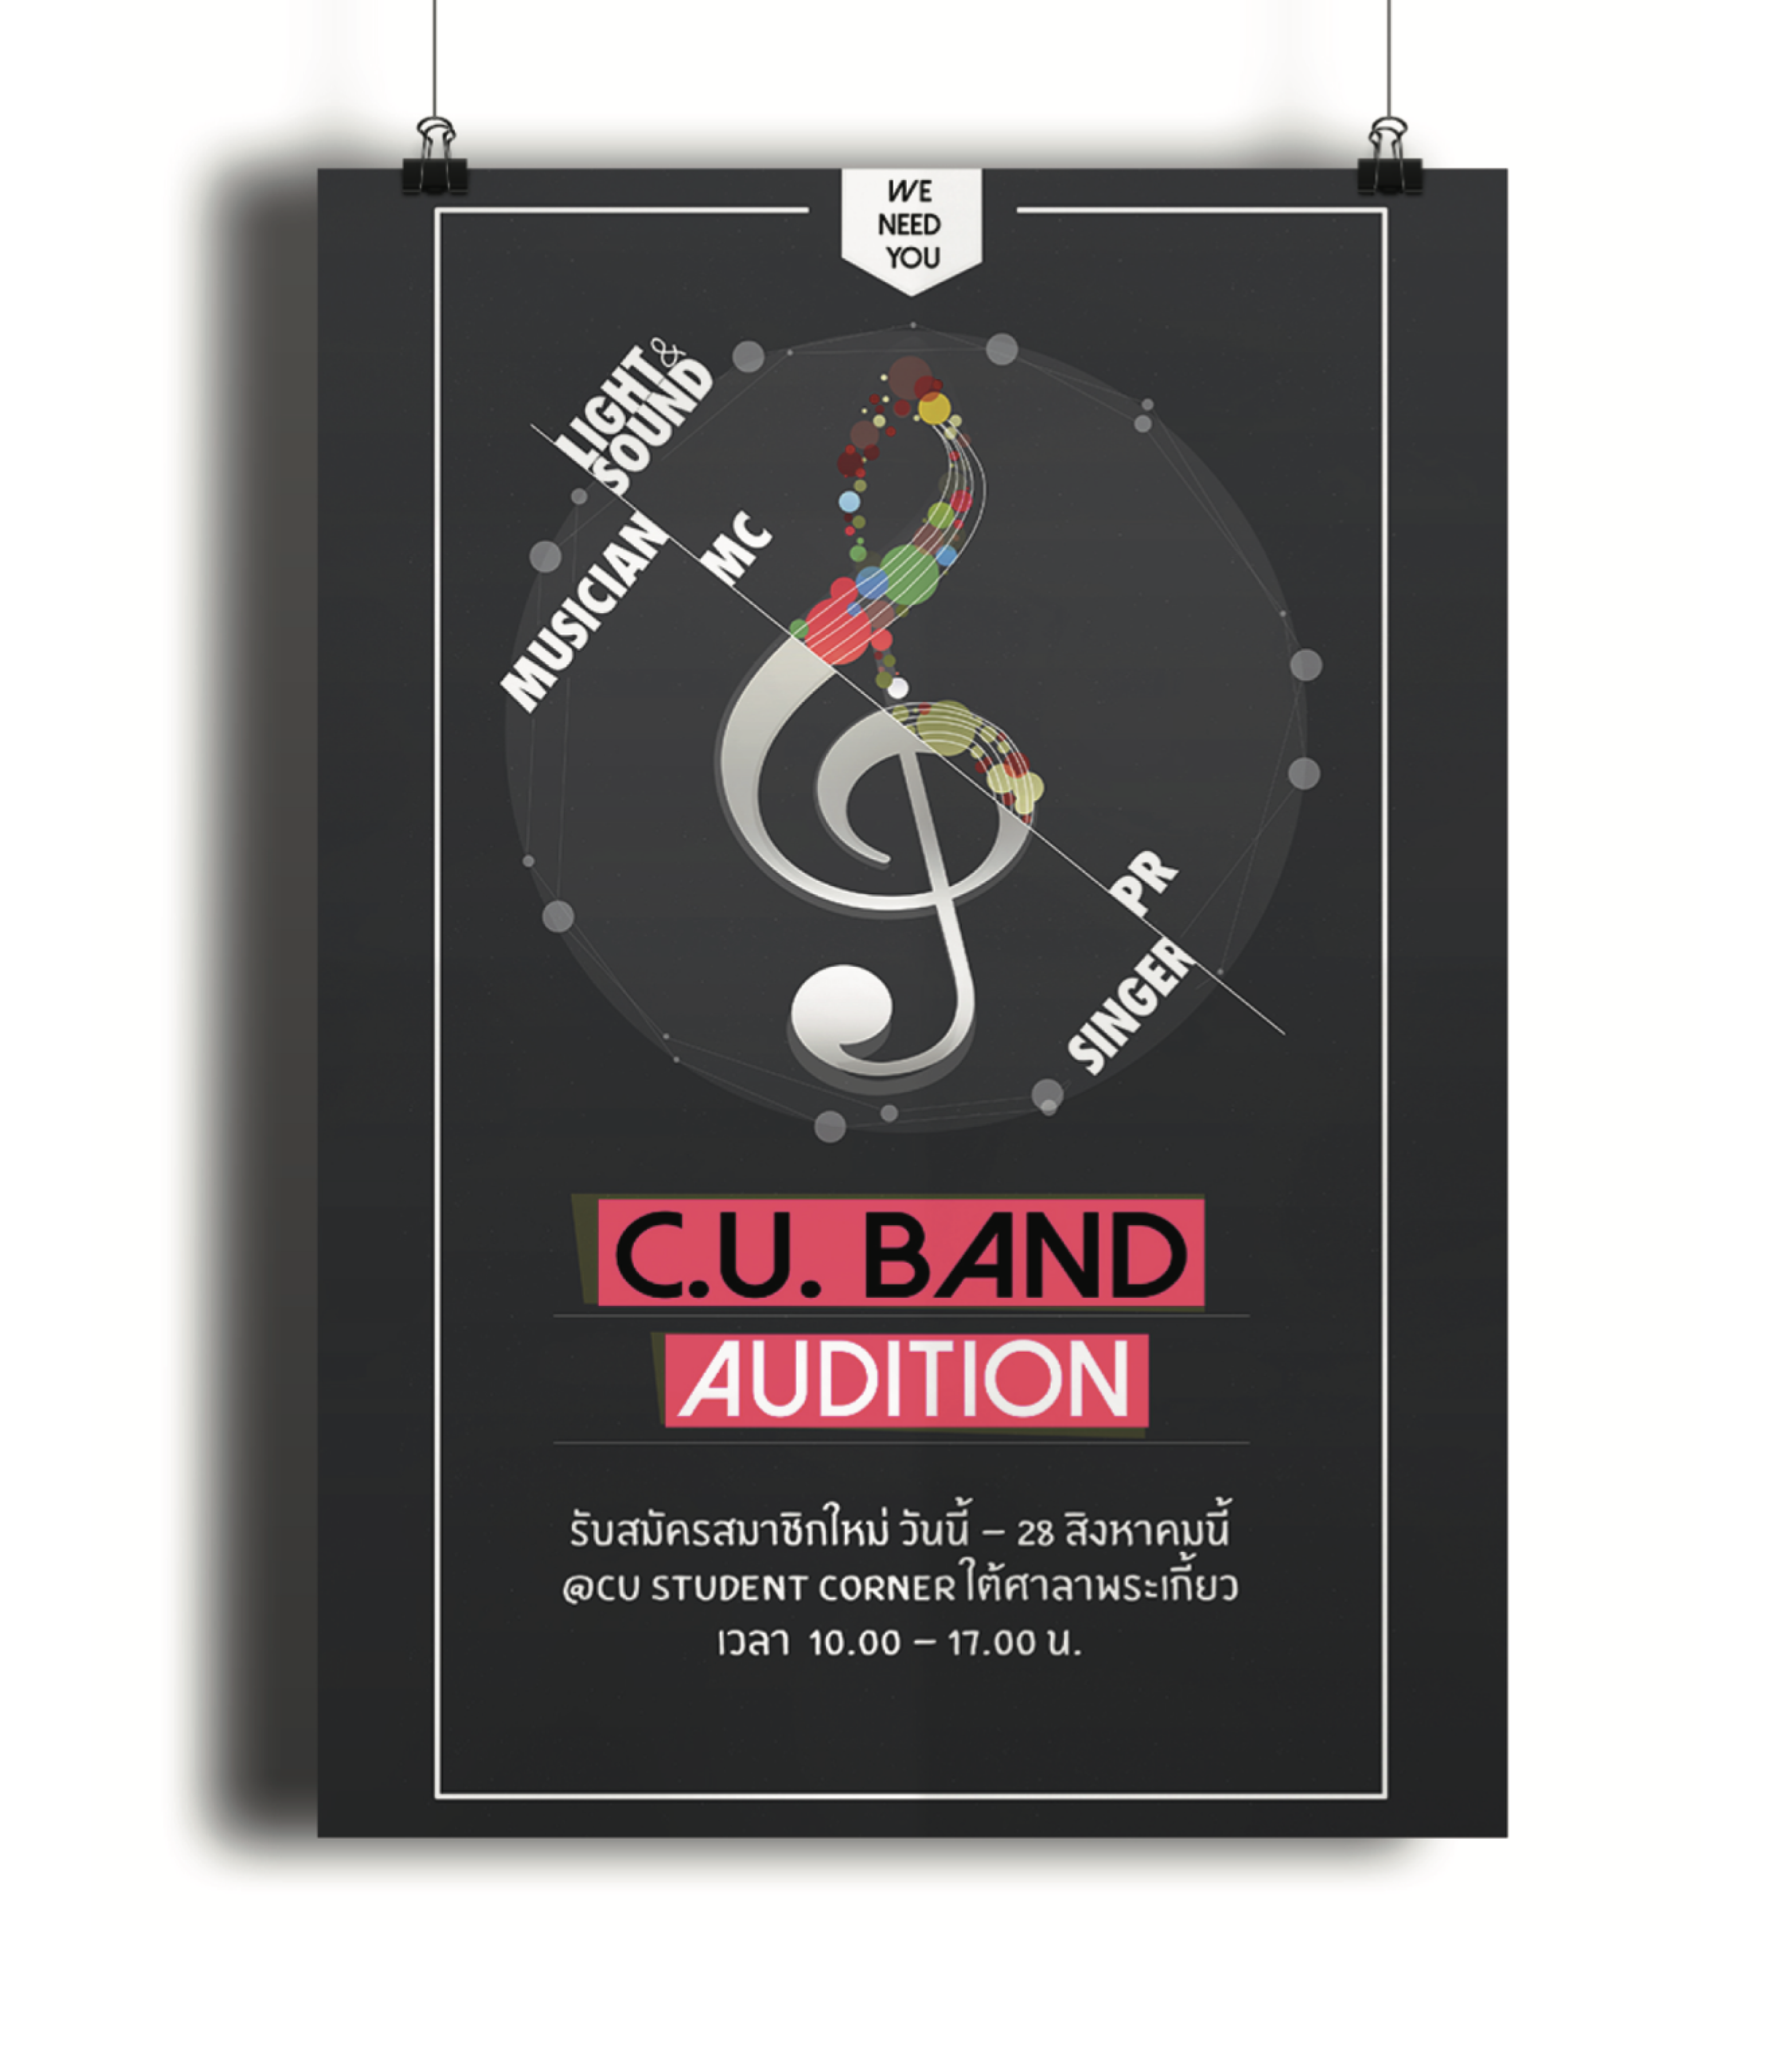 WE
NEED
YOU
LIGHT &
SOUND
MUSICIAN
MC
PR
SINGER
C.U. BAND
AUDITION
รับสมัครสมาชิกใหม่ วันนี้ – 28 สิงหาคมนี้
@CU STUDENT CORNER ใต้ศาลาพระเกี้ยว
เวลา 10.00 – 17.00 น.